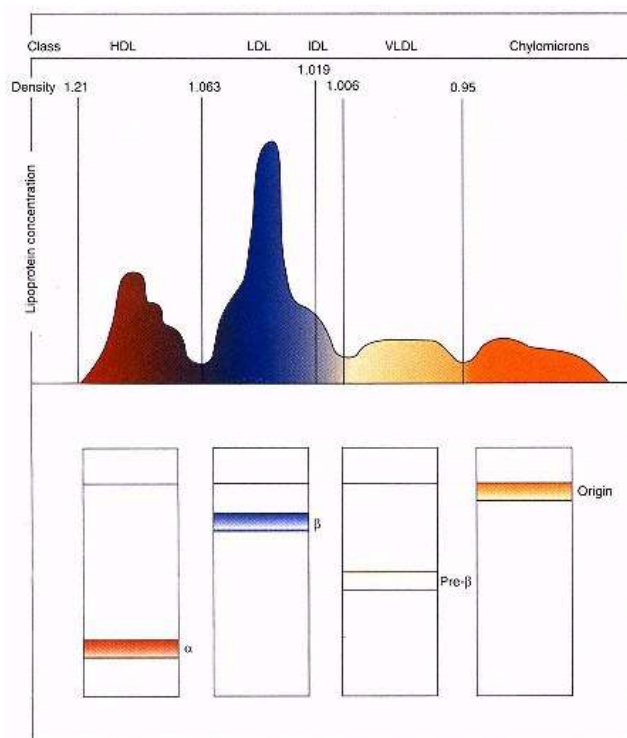 Class HDL LDL IDL VLDL Chylomicrons
1.019
Density 1.21 1.063 1.006 0.95
Lipoprotein concentration
Origin
β
Pre-β
α